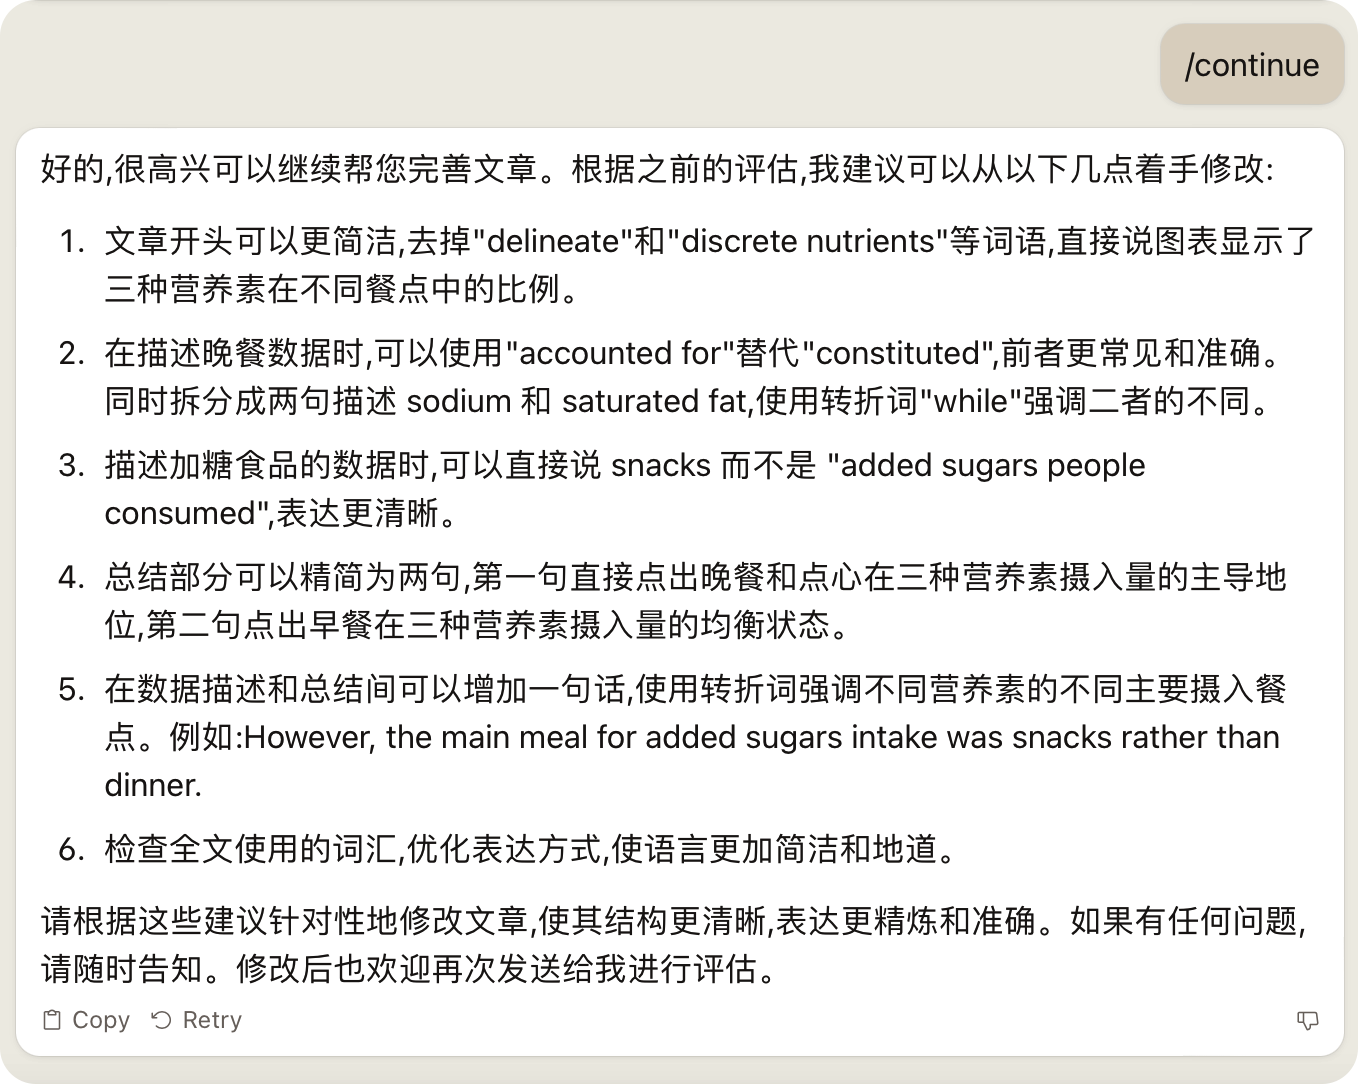 /continue
好的,很高兴可以继续帮您完善文章。根据之前的评估,我建议可以从以下几点着手修改:
1. 文章开头可以更简洁,去掉"delineate"和"discrete nutrients"等词语,直接说图表显示了
三种营养素在不同餐点中的比例。
2. 在描述晚餐数据时,可以使用"accounted for"替代"constituted",前者更常见和准确。
同时拆分成两句描述 sodium 和 saturated fat,使用转折词"while"强调二者的不同。
3. 描述加糖食品的数据时,可以直接说 snacks 而不是 "added sugars people
consumed",表达更清晰。
4. 总结部分可以精简为两句,第一句直接点出晚餐和点心在三种营养素摄入量的主导地
位,第二句点出早餐在三种营养素摄入量的均衡状态。
5. 在数据描述和总结间可以增加一句话,使用转折词强调不同营养素的不同主要摄入餐
点。例如:However, the main meal for added sugars intake was snacks rather than
dinner.
6. 检查全文使用的词汇,优化表达方式,使语言更加简洁和地道。
请根据这些建议针对性地修改文章,使其结构更清晰,表达更精炼和准确。如果有任何问题,
请随时告知。修改后也欢迎再次发送给我进行评估。
Copy Retry